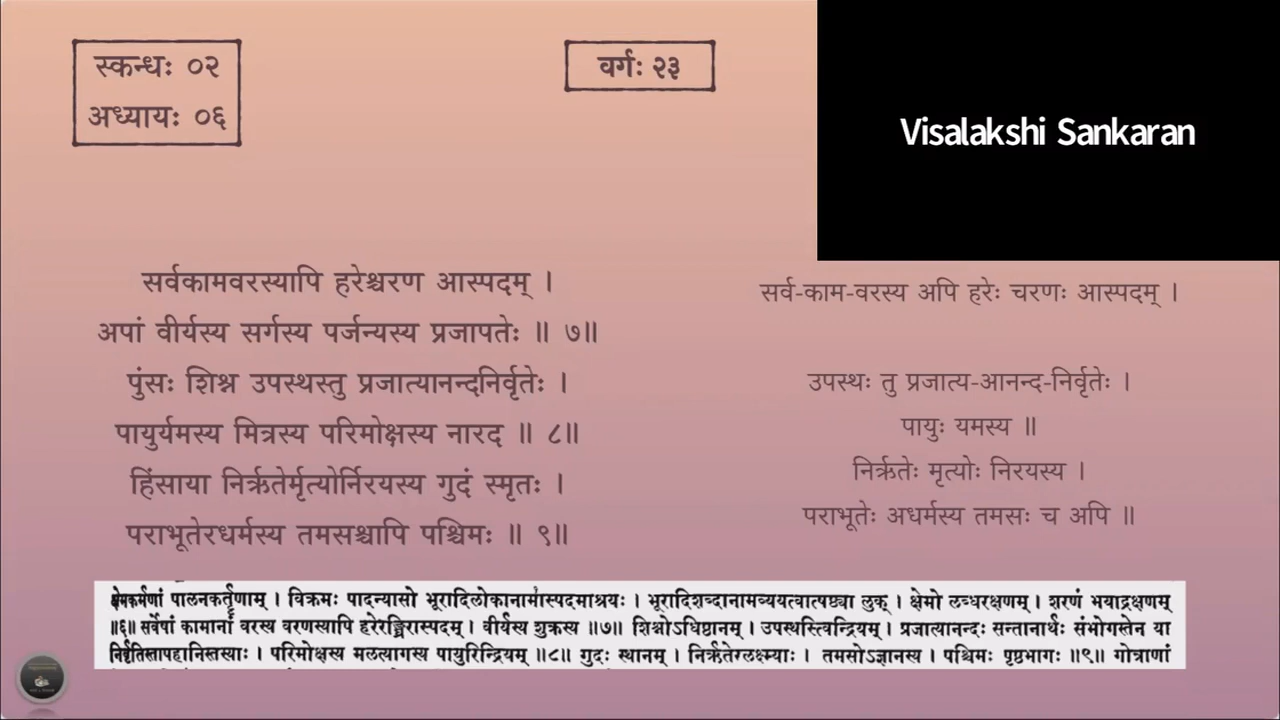 स्कन्धः ०२
अध्यायः ०६
वर्गः २३
Visalakshi Sankaran
सर्वकामवरस्यापि हरेश्चरण आस्पदम् ।
अपां वीर्यस्य सर्गस्य पर्जन्यस्य प्रजापतेः ॥ ७॥
पुंसः शिश्न उपस्थस्तु प्रजात्यानन्दनिर्वृतेः ।
पायुर्यमस्य मित्रस्य परिमोक्षस्य नारद ॥ ८॥
हिंसाया निरृतेर्मृत्योर्निरयस्य गुदं स्मृतः ।
पराभूतेरधर्मस्य तमसश्चापि पश्चिमः ॥ ९॥
सर्व-काम-वरस्य अपि हरेः चरणः आस्पदम् ।
उपस्थः तु प्रजात्य-आनन्द-निर्वृतेः ।
पायुः यमस्य ॥
निरृतेः मृत्योः निरयस्य ।
पराभूतेः अधर्मस्य तमसः च अपि ॥
क्षेमकर्मणां पालनकर्तॄणाम् । विक्रमः पादन्यासो भूरादिलोकानामास्पदमाश्रयः । भूरादिशब्दानामव्ययत्वात्षष्ठ्या लुक् । क्षेमो लब्धरक्षणम् । शरणं भयाद्रक्षणम्
॥६॥ सर्वेषां कामानां वरस्य वरणस्यापि हरेरङ्घ्रिरास्पदम् । वीर्यस्य शुक्रस्य ॥७॥ शिश्नोऽधिष्ठानम् । उपस्थस्त्विन्द्रियम् । प्रजात्यानन्दः सन्तानार्थः संभोगस्तेन या
निर्वृतिस्तापहानिस्तस्याः । परिमोक्षस्य मलत्यागस्य पायुरिन्द्रियम् ॥८॥ गुदः स्थानम् । निरृतेरलक्ष्म्याः । तमसोऽज्ञानस्य । पश्चिमः पृष्ठभागः ॥९॥ गोत्राणां